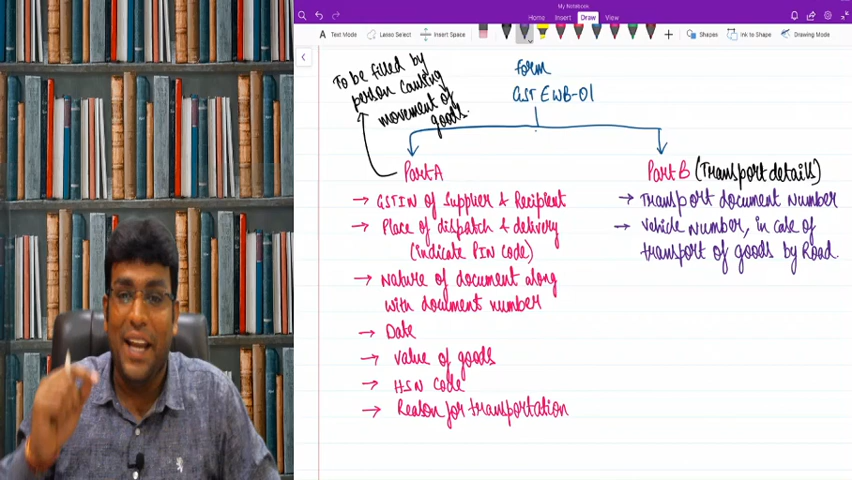 My Notebooks
Home Insert Draw View
Text Mode Lasso Select Insert Space Shapes Ink to Shape Drawing Mode
To be filled by
person causing
movement of
goods.
Form
GST EWB-01
Part A
→ GSTIN of Supplier & Recipient
→ Place of dispatch & delivery
(indicate PIN code)
→ Nature of document along
with document number
→ Date
→ Value of goods
→ HSN Code
→ Reason for transportation
Part B (Transport details)
→ Transport document Number
→ Vehicle Number, in case of
transport of goods by Road.